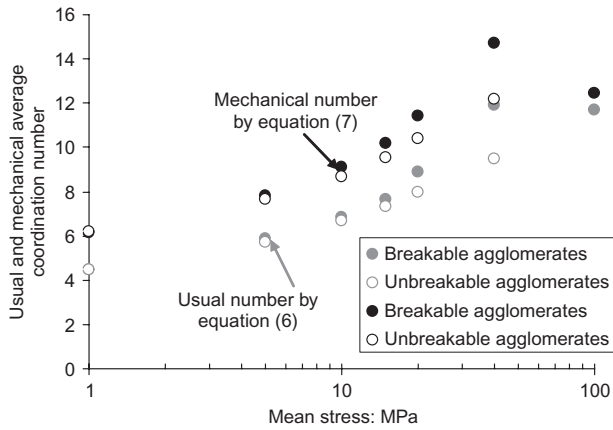 16
14
12
10
8
6
4
2
0
Usual and mechanical average
coordination number
Mechanical number
by equation (7)
Usual number by
equation (6)
Breakable agglomerates
Unbreakable agglomerates
Breakable agglomerates
Unbreakable agglomerates
1
10
100
Mean stress: MPa